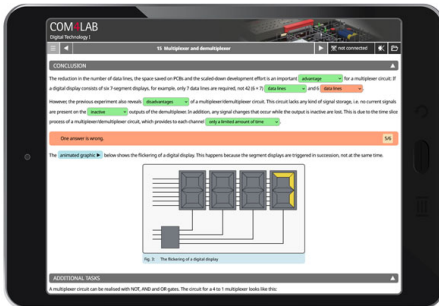 COM4LAB
Digital Technology I
15 Multiplexer and demultiplexer
not connected
CONCLUSION
The reduction in the number of data lines, the space saved on PCBs and the scaled-down development effort is an important advantage for a multiplexer circuit: If
a digital display consists of six 7-segment displays, for example, only 7 data lines are required, not 42 (6 × 7) data lines and 6 data lines .
However, the previous experiment also reveals disadvantages of a multiplexer/demultiplexer circuit. This circuit lacks any kind of signal storage, i.e. no current signals
are present on the inactive outputs of the demultiplexer. In addition, any signal changes that occur while the output is inactive are lost. This is due to the time slice
process of a multiplexer/demultiplexer circuit, which provides to each channel only a limited amount of time .
One answer is wrong. 5/6
The animated graphic ▶ below shows the flickering of a digital display. This happens because the segment displays are triggered in succession, not at the same time.
Fig. 3 The flickering of a digital display
ADDITIONAL TASKS
A multiplexer circuit can be realised with NOT, AND and OR gates. The circuit for a 4 to 1 multiplexer looks like this: